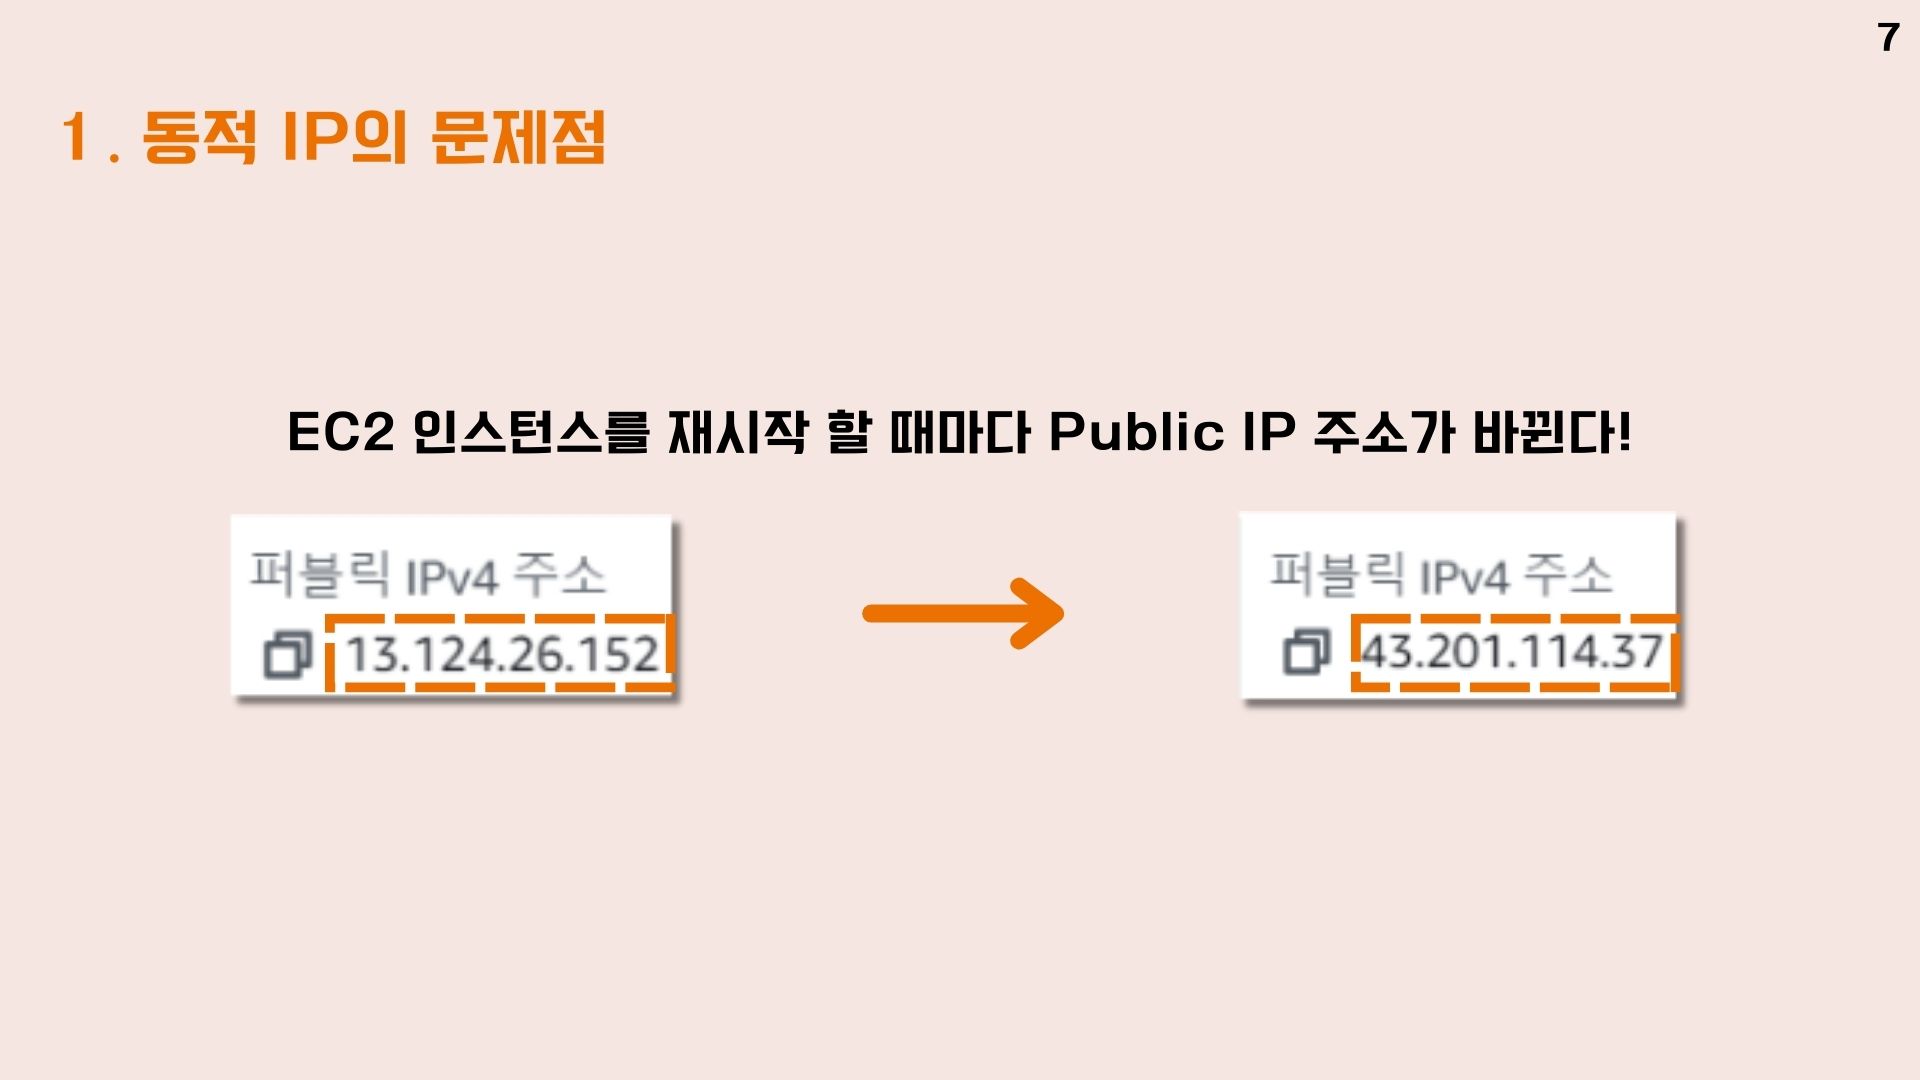 7
1. 동적 IP의 문제점
EC2 인스턴스를 재시작 할 때마다 Public IP 주소가 바뀐다!
퍼블릭 IPv4 주소
13.124.26.152
퍼블릭 IPv4 주소
43.201.114.37